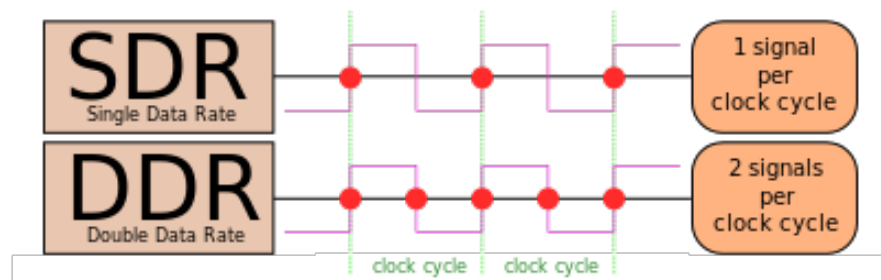 SDR
Single Data Rate
1 signal
per
clock cycle
DDR
Double Data Rate
2 signals
per
clock cycle
clock cycle clock cycle